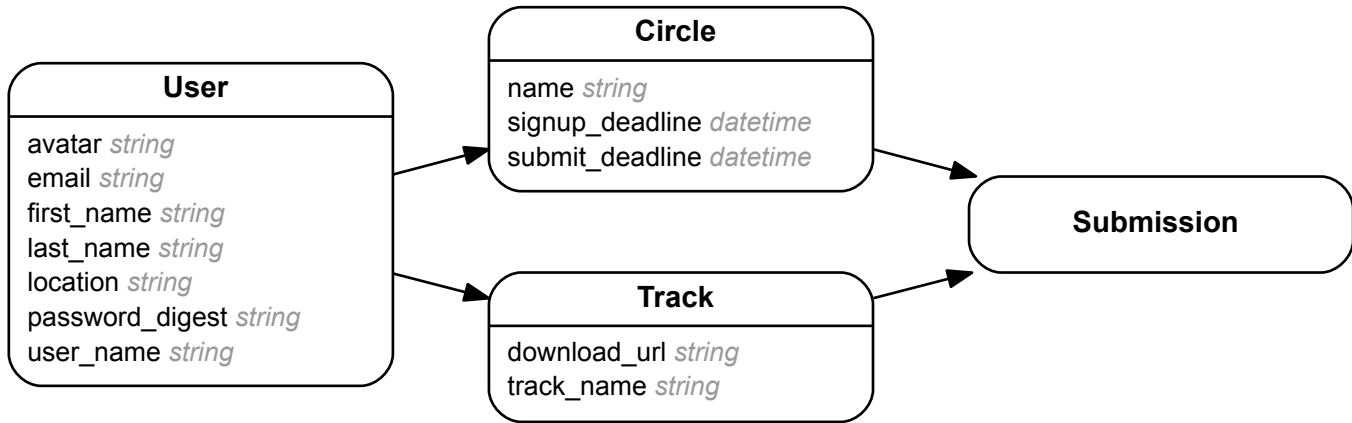 User
avatar string
email string
first_name string
last_name string
location string
password_digest string
user_name string
Circle
name string
signup_deadline datetime
submit_deadline datetime
Track
download_url string
track_name string
Submission